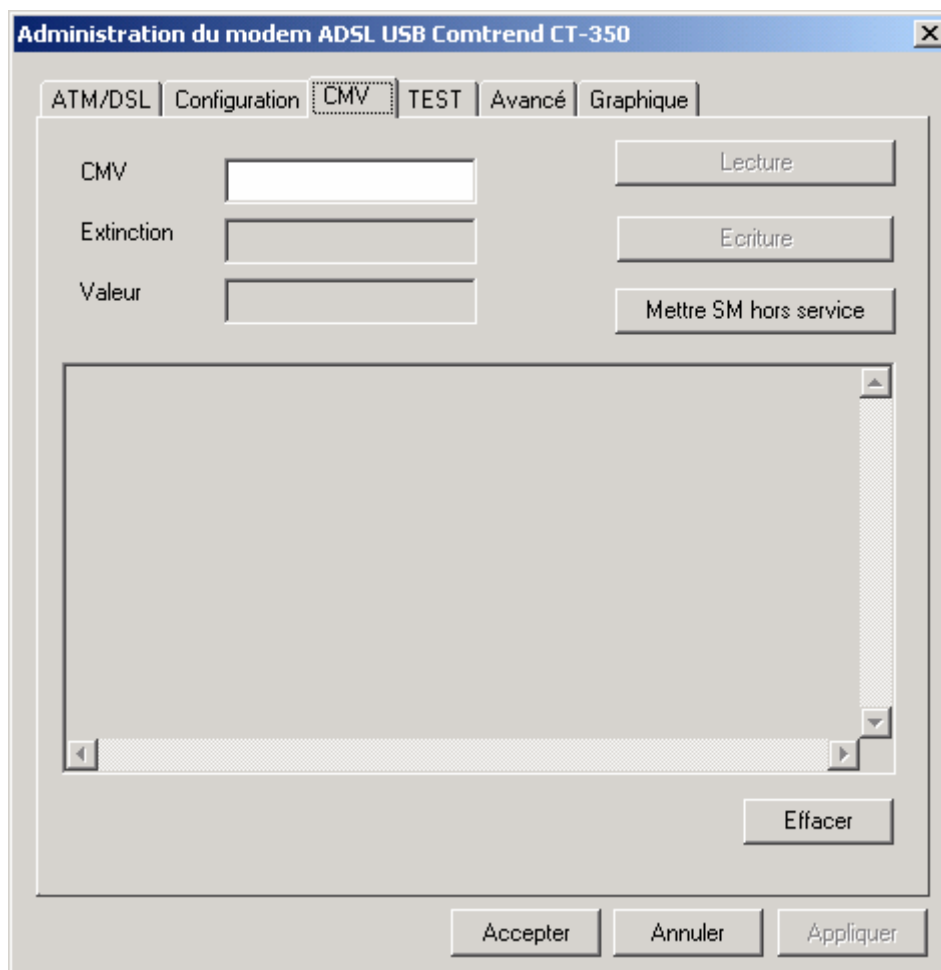 Administration du modem ADSL USB Comtrend CT-350
ATM/DSL Configuration CMV TEST Avancé Graphique
CMV Lecture
Extinction Ecriture
Valeur Mettre SM hors service
Effacer
Accepter Annuler Appliquer